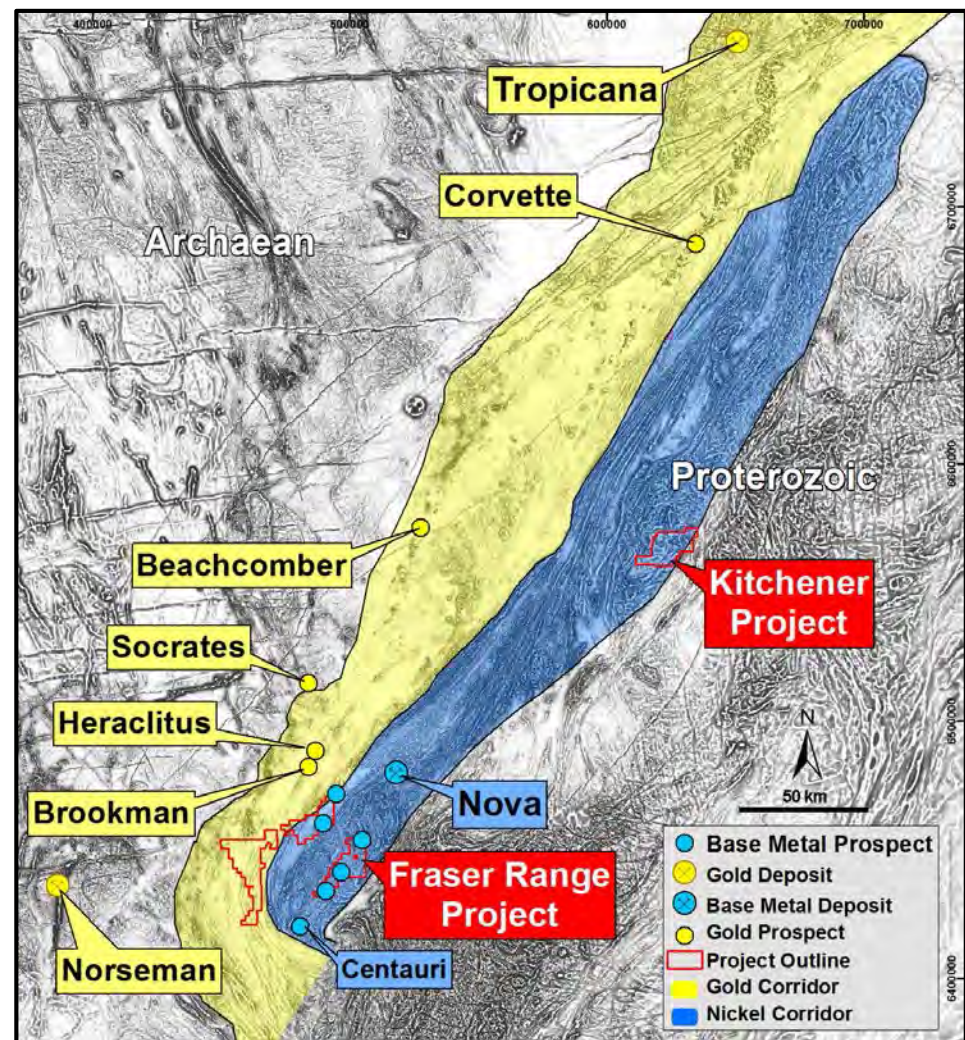 400000
500000
600000
700000
Tropicana
Corvette
6700000
Archaean
Proterozoic
6600000
Beachcomber
Kitchener
Project
Socrates
Heraclitus
6500000
N
Brookman
Nova
50 km
Fraser Range
Project
Norseman
Centauri
Base Metal Prospect
Gold Deposit
Base Metal Deposit
Gold Prospect
Project Outline
Gold Corridor
Nickel Corridor
6400000